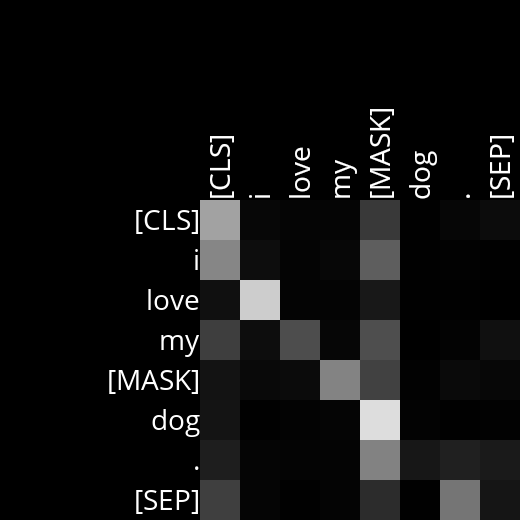 [CLS] i love my [MASK] dog . [SEP]
[CLS]
i
love
my
[MASK]
dog
.
[SEP]